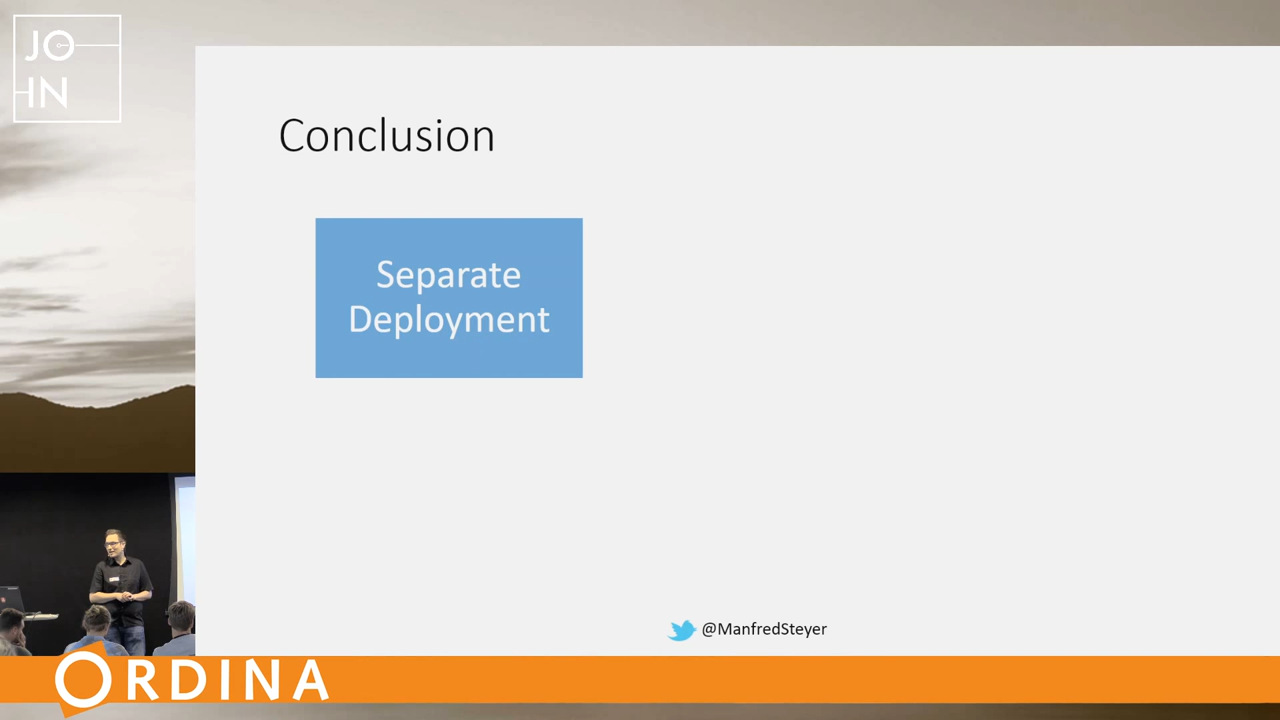 JO
IN
Conclusion
Separate
Deployment
@ManfredSteyer
ORDINA